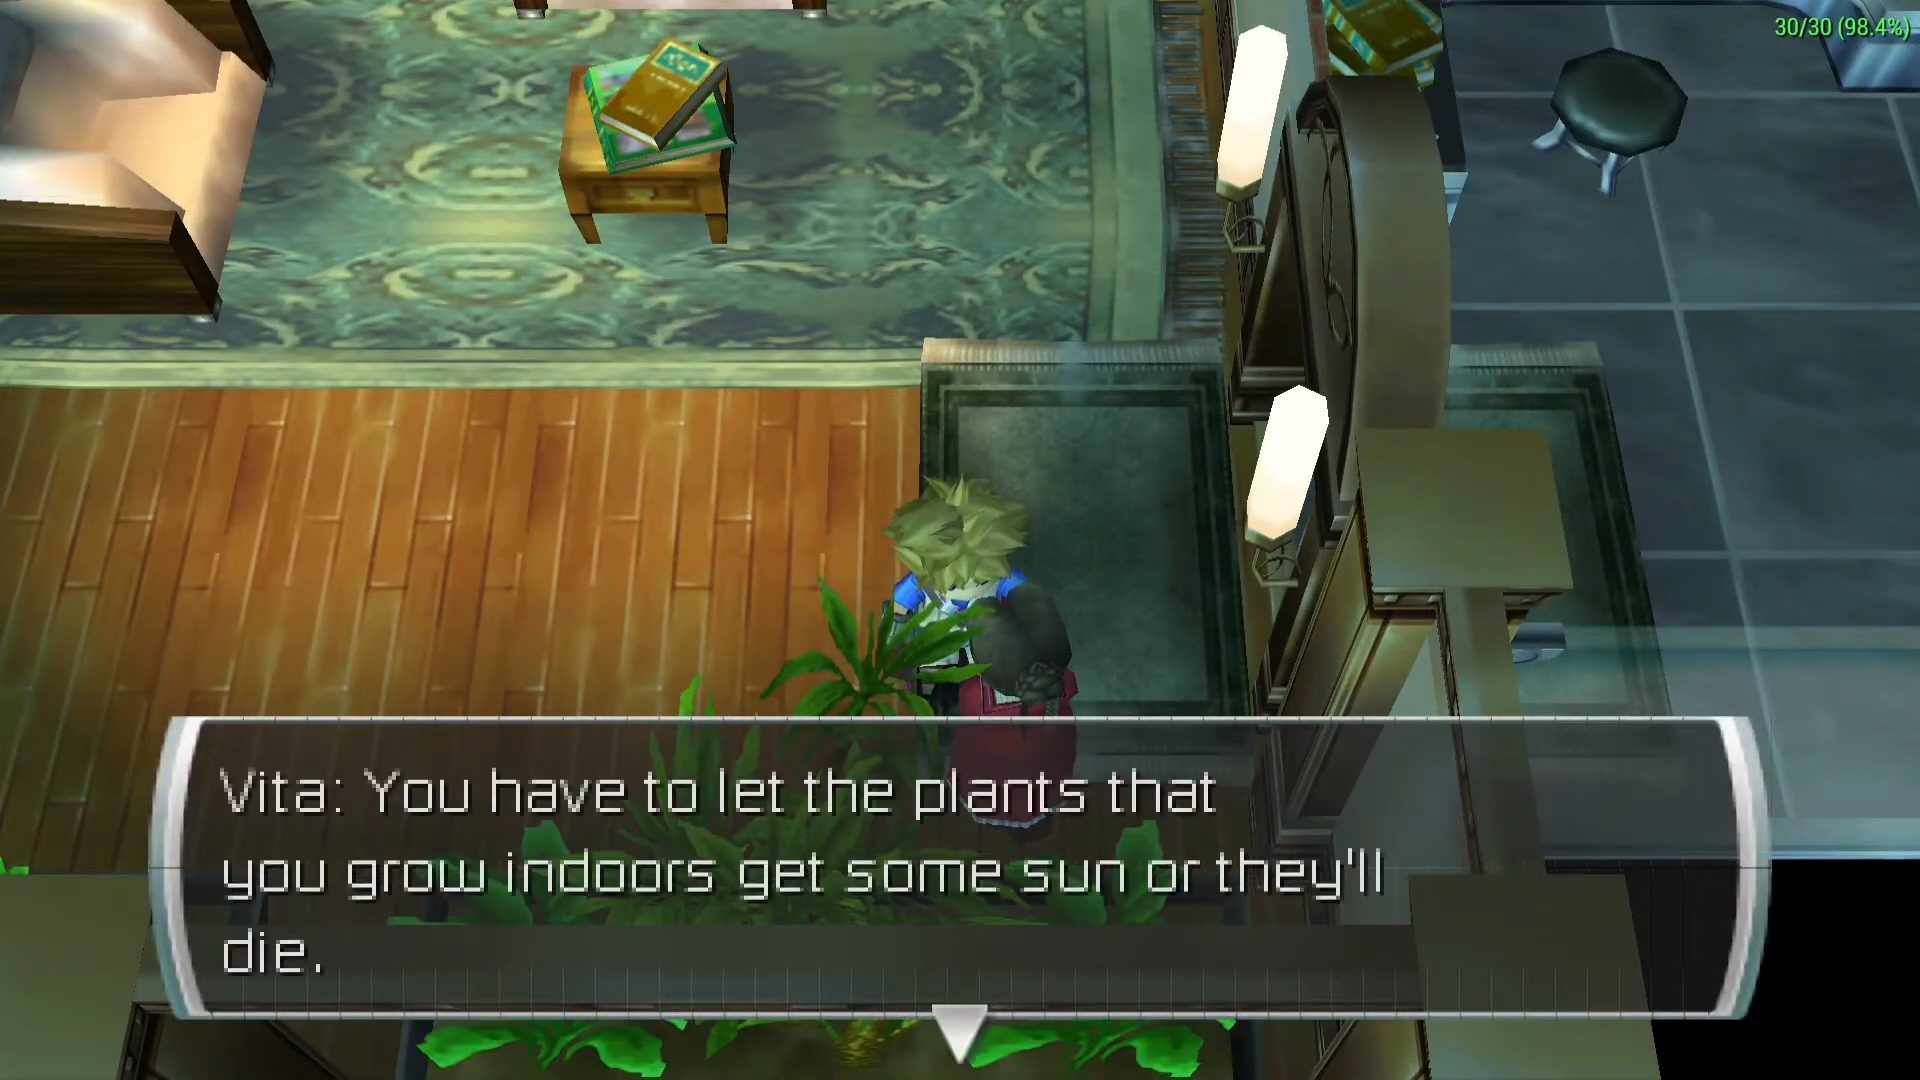 30/30 (98.4%)
Vita: You have to let the plants that
you grow indoors get some sun or they'll
die.